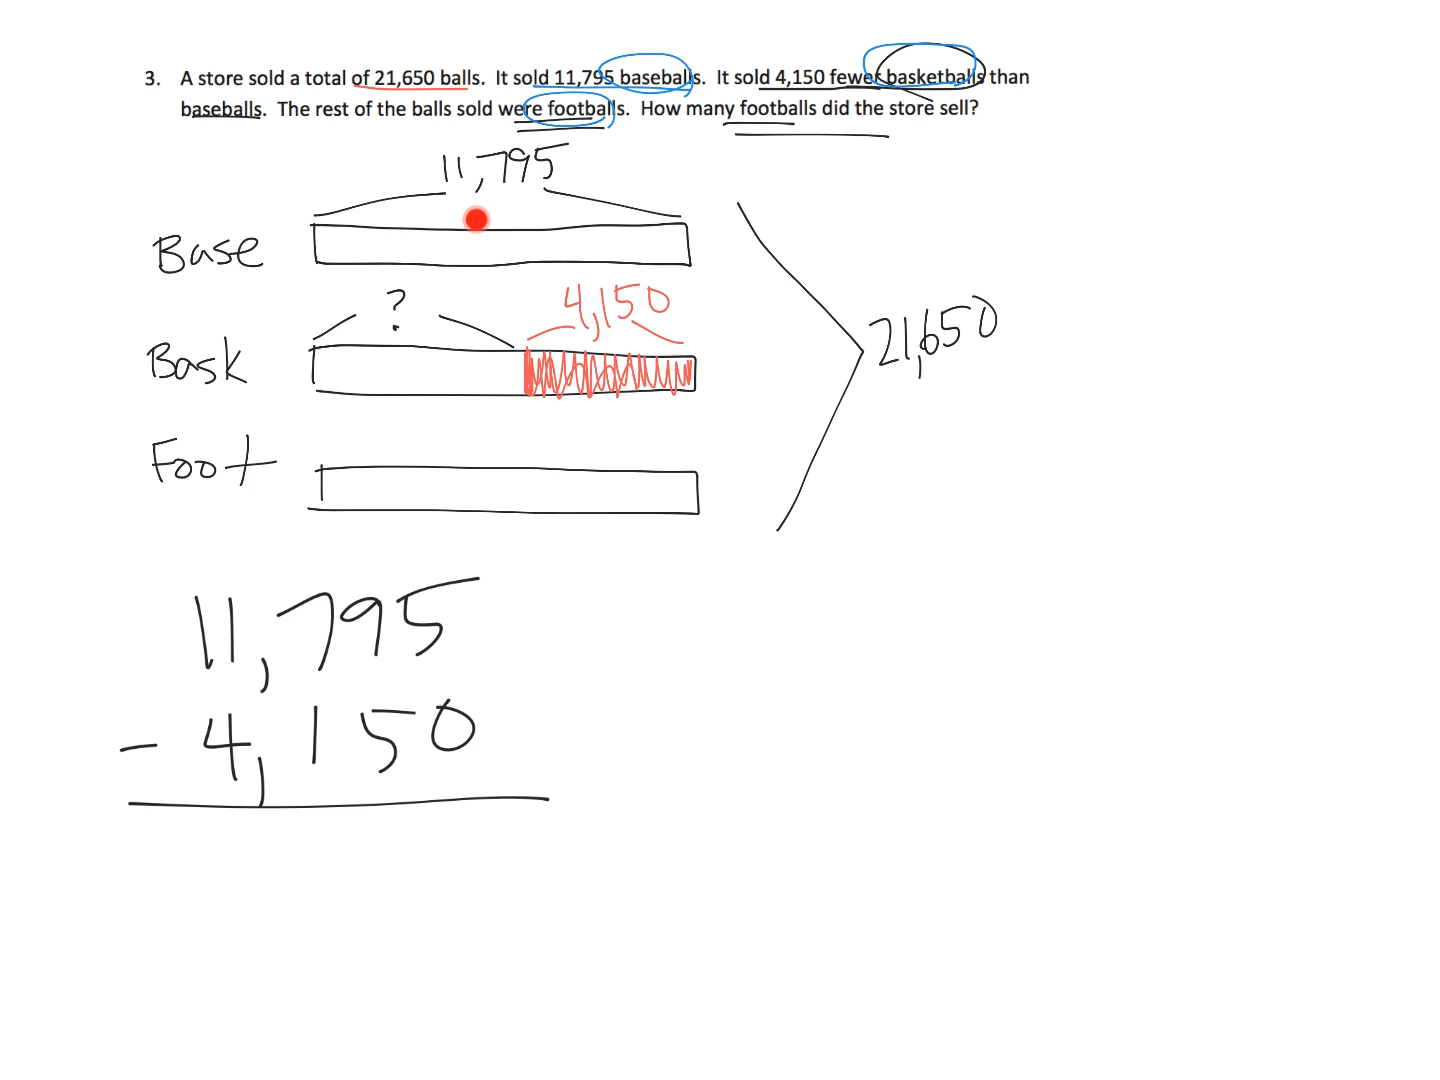 3. A store sold a total of 21,650 balls. It sold 11,795 baseballs. It sold 4,150 fewer basketballs than
baseballs. The rest of the balls sold were footballs. How many footballs did the store sell?
11,795
Base
? 4,150
21,650
Bask
Foot
11,795
- 4,150